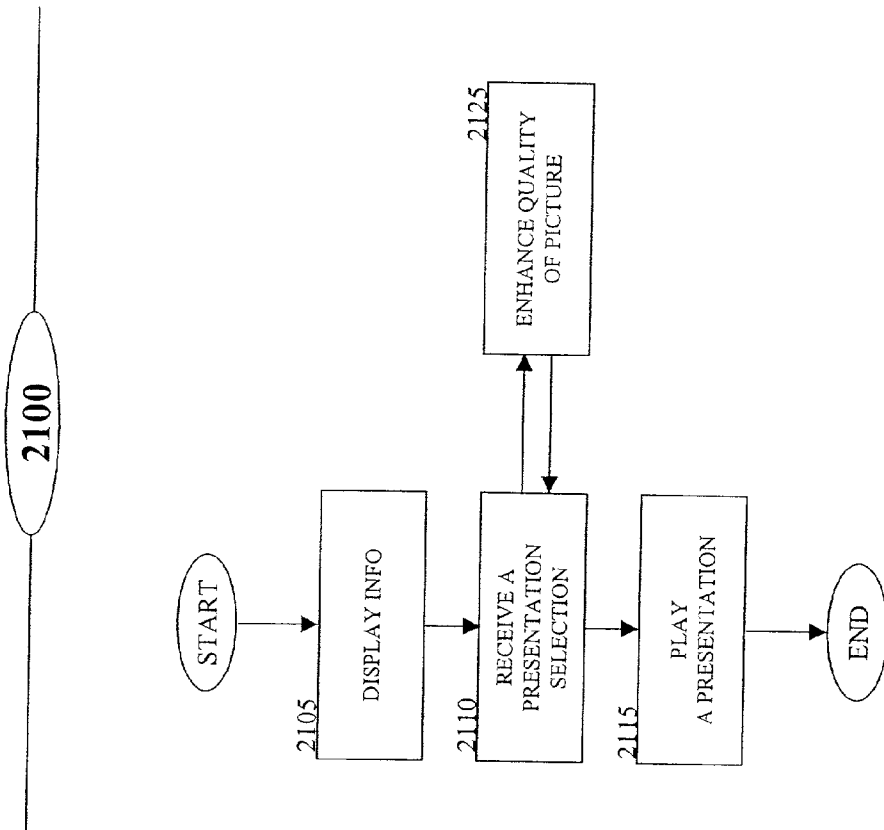 2100
START
2105
DISPLAY INFO
2110
RECEIVE A
PRESENTATION
SELECTION
2125
ENHANCE QUALITY
OF PICTURE
2115
PLAY
A PRESENTATION
END